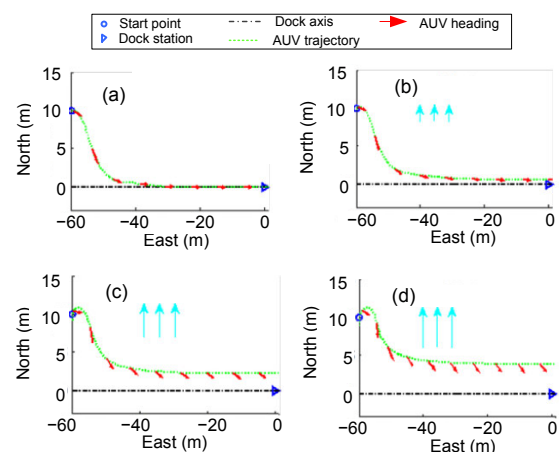 Start point Dock axis AUV heading
Dock station AUV trajectory
15
10
5
0
North (m)
(a)
−60 −40 −20 0
East (m)
15
10
5
0
North (m)
(b)
−60 −40 −20 0
East (m)
15
10
5
0
North (m)
(c)
−60 −40 −20 0
East (m)
15
10
5
0
North (m)
(d)
−60 −40 −20 0
East (m)